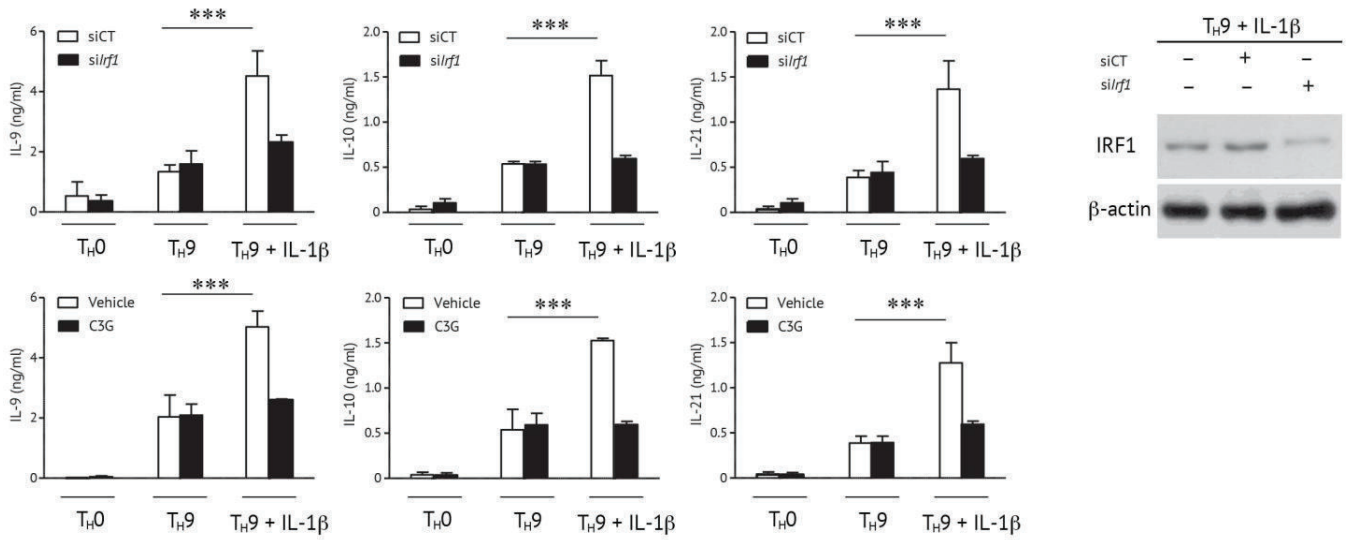 ***
6
4
2
0
IL-9 (ng/ml)
siCT
siIrf1
TH0
TH9
TH9 + IL-1β
***
2.0
1.5
1.0
0.5
0
IL-10 (ng/ml)
siCT
siIrf1
TH0
TH9
TH9 + IL-1β
***
2.0
1.5
1.0
0.5
0
IL-21 (ng/ml)
siCT
siIrf1
TH0
TH9
TH9 + IL-1β
TH9 + IL-1β
siCT – + –
siIrf1 – – +
IRF1
β-actin
***
6
4
2
0
IL-9 (ng/ml)
Vehicle
C3G
TH0
TH9
TH9 + IL-1β
***
2.0
1.5
1.0
0.5
0
IL-10 (ng/ml)
Vehicle
C3G
TH0
TH9
TH9 + IL-1β
***
2.0
1.5
1.0
0.5
0
IL-21 (ng/ml)
Vehicle
C3G
TH0
TH9
TH9 + IL-1β